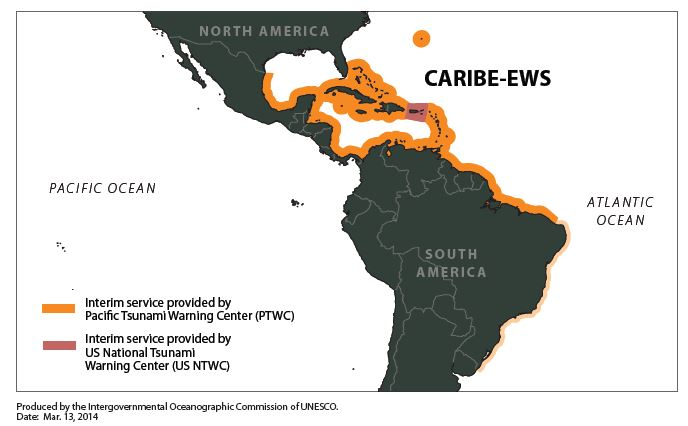 NORTH AMERICA
CARIBE-EWS
PACIFIC OCEAN
ATLANTIC
OCEAN
SOUTH
AMERICA
Interim service provided by
Pacific Tsunami Warning Center (PTWC)
Interim service provided by
US National Tsunami
Warning Center (US NTWC)
Produced by the Intergovernmental Oceanographic Commission of UNESCO.
Date: Mar. 13, 2014